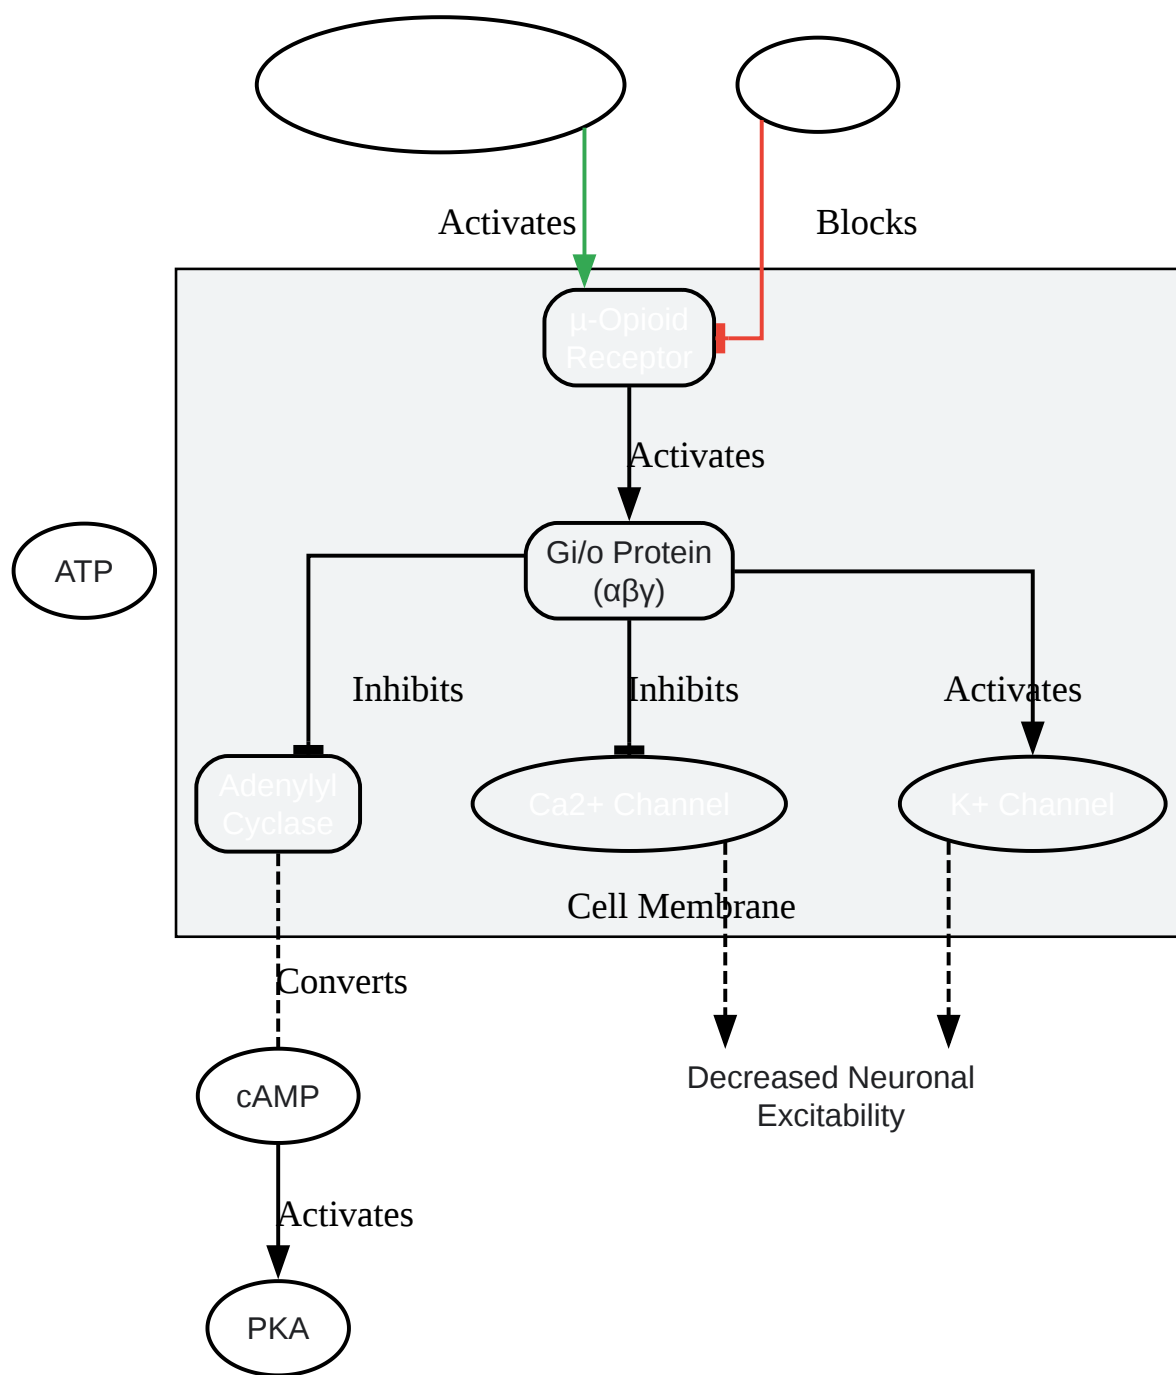 Activates
Blocks
μ-Opioid
Receptor
Activates
Gi/o Protein
(αβγ)
ATP
Inhibits
Inhibits
Activates
Adenylyl
Cyclase
Ca2+ Channel
K+ Channel
Cell Membrane
Converts
cAMP
Decreased Neuronal
Excitability
Activates
PKA